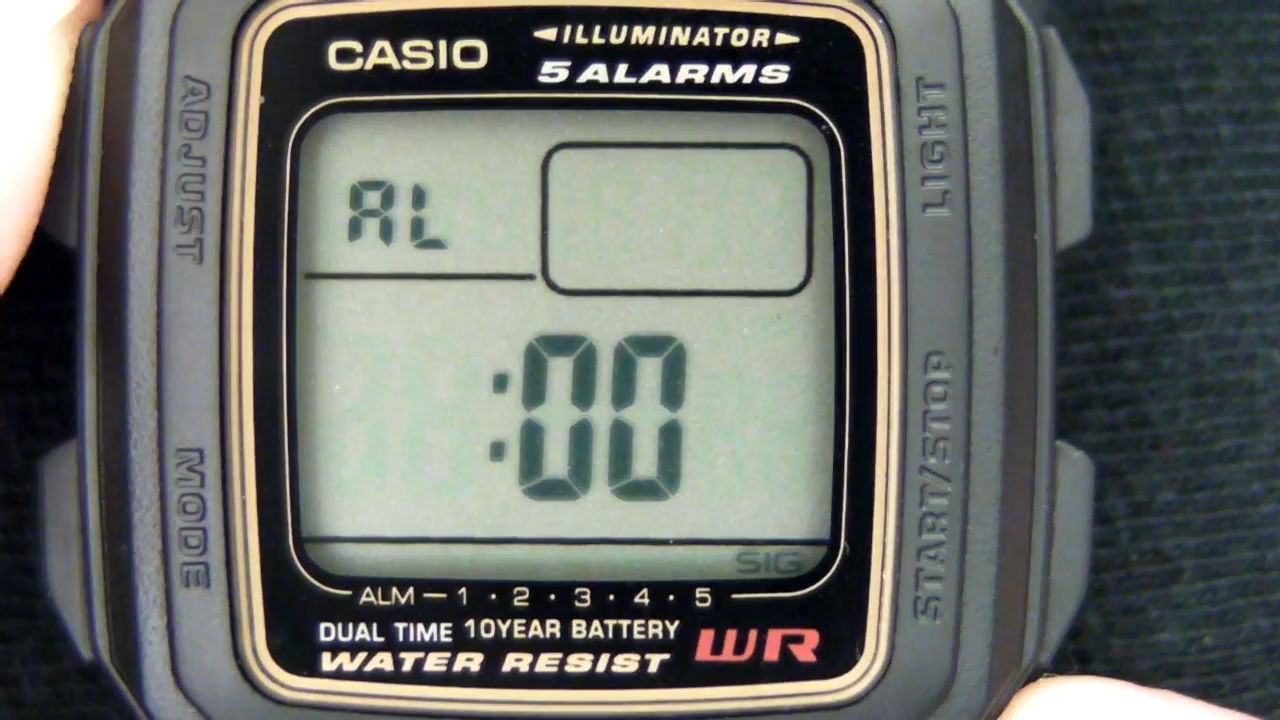 CASIO
ILLUMINATOR
5 ALARMS
ADJUST
LIGHT
AL
:00
MODE
START/STOP
SIG
ALM — 1 · 2 · 3 · 4 · 5
DUAL TIME 10YEAR BATTERY
WATER RESIST
WR